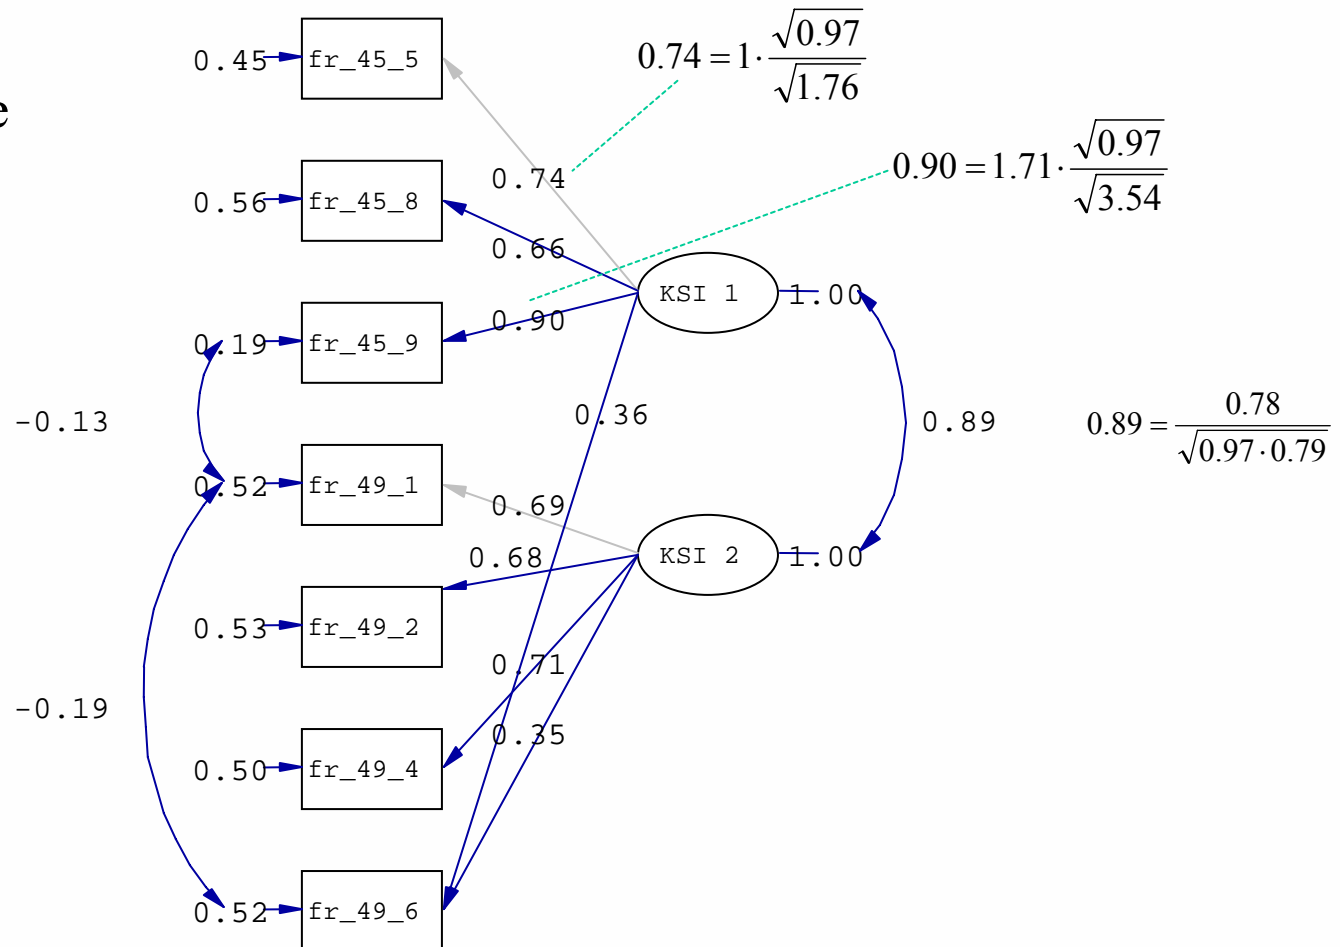 0.45 fr_45_5
0.74 = 1 · √0.97 / √1.76
e
0.74
0.90 = 1.71 · √0.97 / √3.54
0.56 fr_45_8
0.66
KSI 1 1.00
0.90
0.19 fr_45_9
-0.13
0.36
0.89
0.89 = 0.78 / √0.97 · 0.79
0.52 fr_49_1
0.69
0.68
KSI 2 1.00
0.53 fr_49_2
0.71
-0.19
0.35
0.50 fr_49_4
0.52 fr_49_6